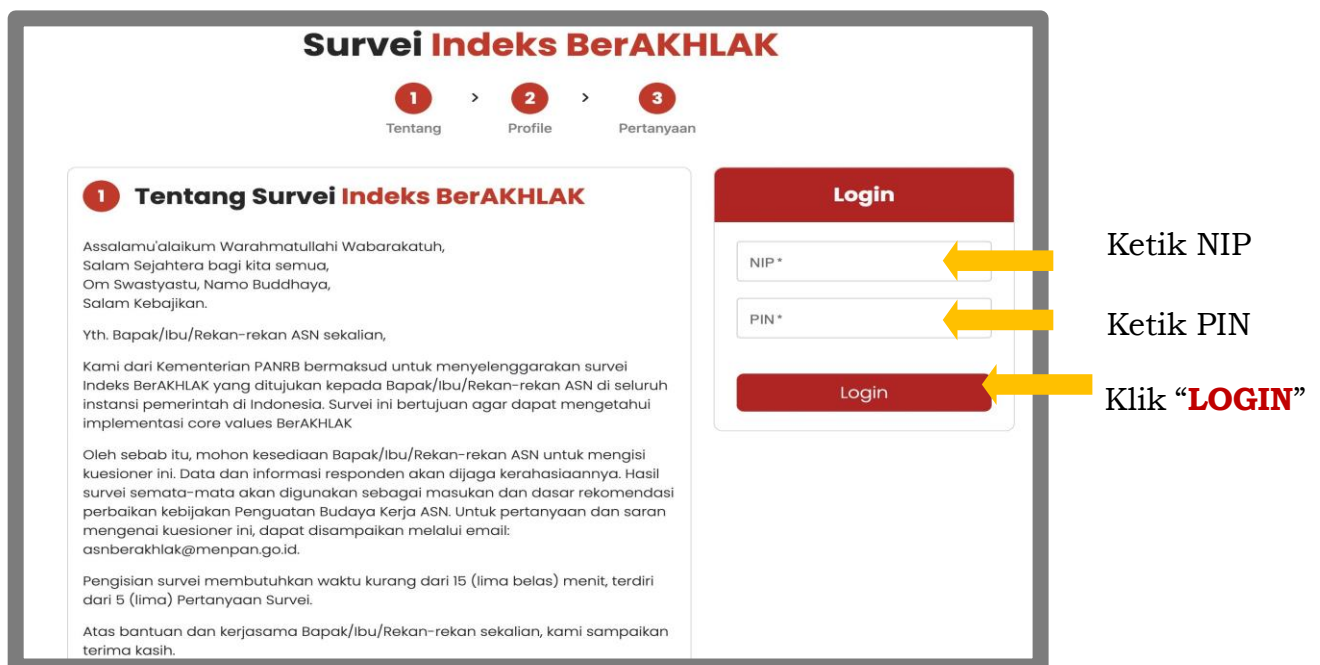 Survei Indeks BerAKHLAK
1 > 2 > 3
Tentang Profile Pertanyaan
1 Tentang Survei Indeks BerAKHLAK
Assalamu'alaikum Warahmatullahi Wabarakatuh,
Salam Sejahtera bagi kita semua,
Om Swastyastu, Namo Buddhaya,
Salam Kebajikan.
Yth. Bapak/Ibu/Rekan-rekan ASN sekalian,
Kami dari Kementerian PANRB bermaksud untuk menyelenggarakan survei
Indeks BerAKHLAK yang ditujukan kepada Bapak/Ibu/Rekan-rekan ASN di seluruh
instansi pemerintah di Indonesia. Survei ini bertujuan agar dapat mengetahui
implementasi core values BerAKHLAK
Oleh sebab itu, mohon kesediaan Bapak/Ibu/Rekan-rekan ASN untuk mengisi
kuesioner ini. Data dan informasi responden akan dijaga kerahasiaannya. Hasil
survei semata-mata akan digunakan sebagai masukan dan dasar rekomendasi
perbaikan kebijakan Penguatan Budaya Kerja ASN. Untuk pertanyaan dan saran
mengenai kuesioner ini, dapat disampaikan melalui email:
asnberakhlak@menpan.go.id.
Pengisian survei membutuhkan waktu kurang dari 15 (lima belas) menit, terdiri
dari 5 (lima) Pertanyaan Survei.
Atas bantuan dan kerjasama Bapak/Ibu/Rekan-rekan sekalian, kami sampaikan
terima kasih.
Login
NIP*
PIN*
Login
Ketik NIP
Ketik PIN
Klik “LOGIN”